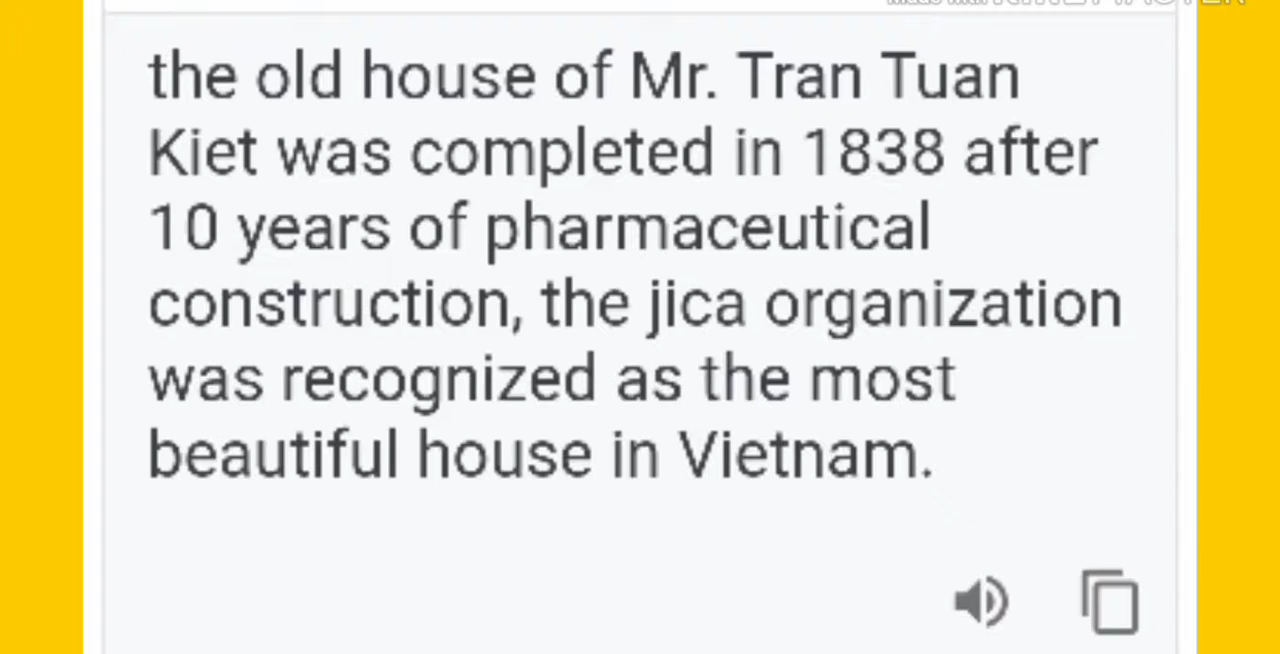 the old house of Mr. Tran Tuan
Kiet was completed in 1838 after
10 years of pharmaceutical
construction, the jica organization
was recognized as the most
beautiful house in Vietnam.